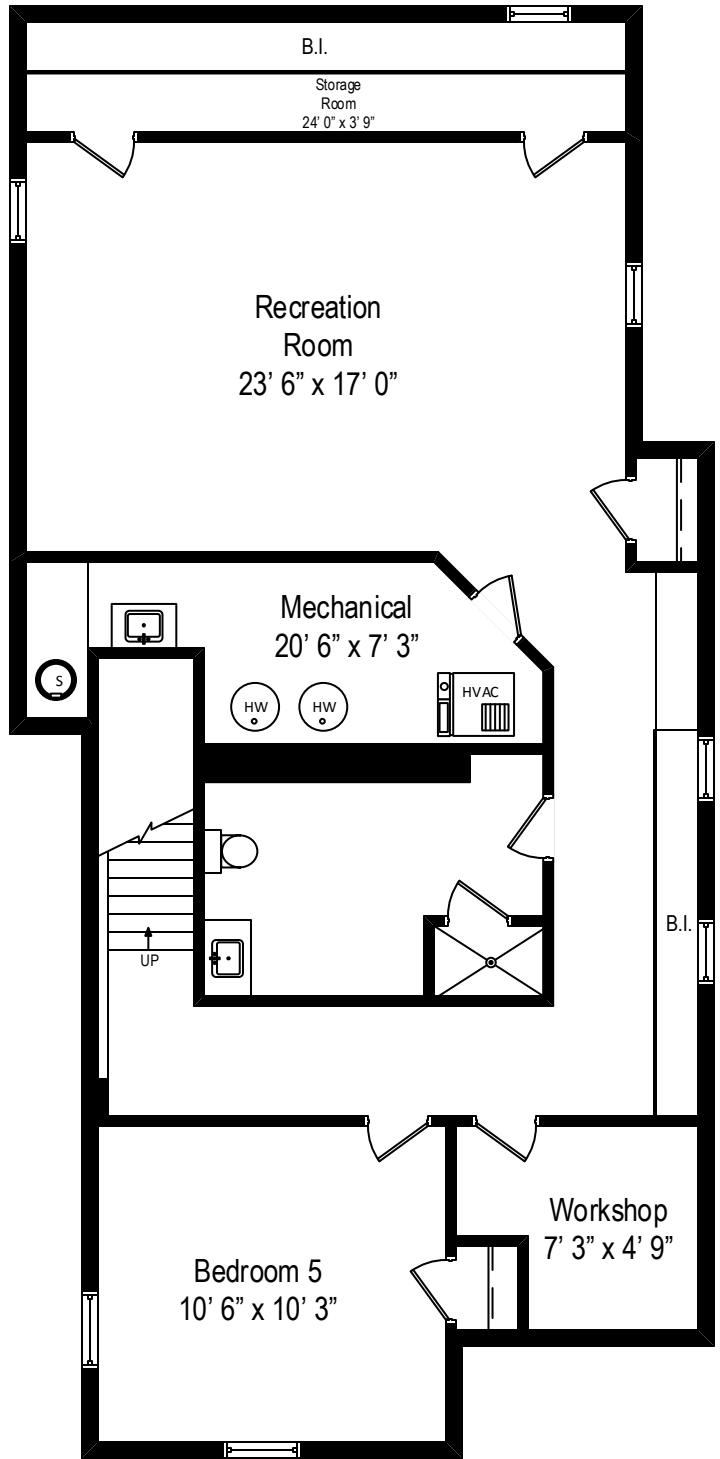 B.I.
Storage
Room
24' 0" x 3' 9"
Recreation
Room
23’ 6” x 17’ 0”
Mechanical
20’ 6” x 7’ 3”
S
HW
HW
HVAC
UP
B.I.
Workshop
7’ 3” x 4’ 9”
Bedroom 5
10’ 6” x 10’ 3”